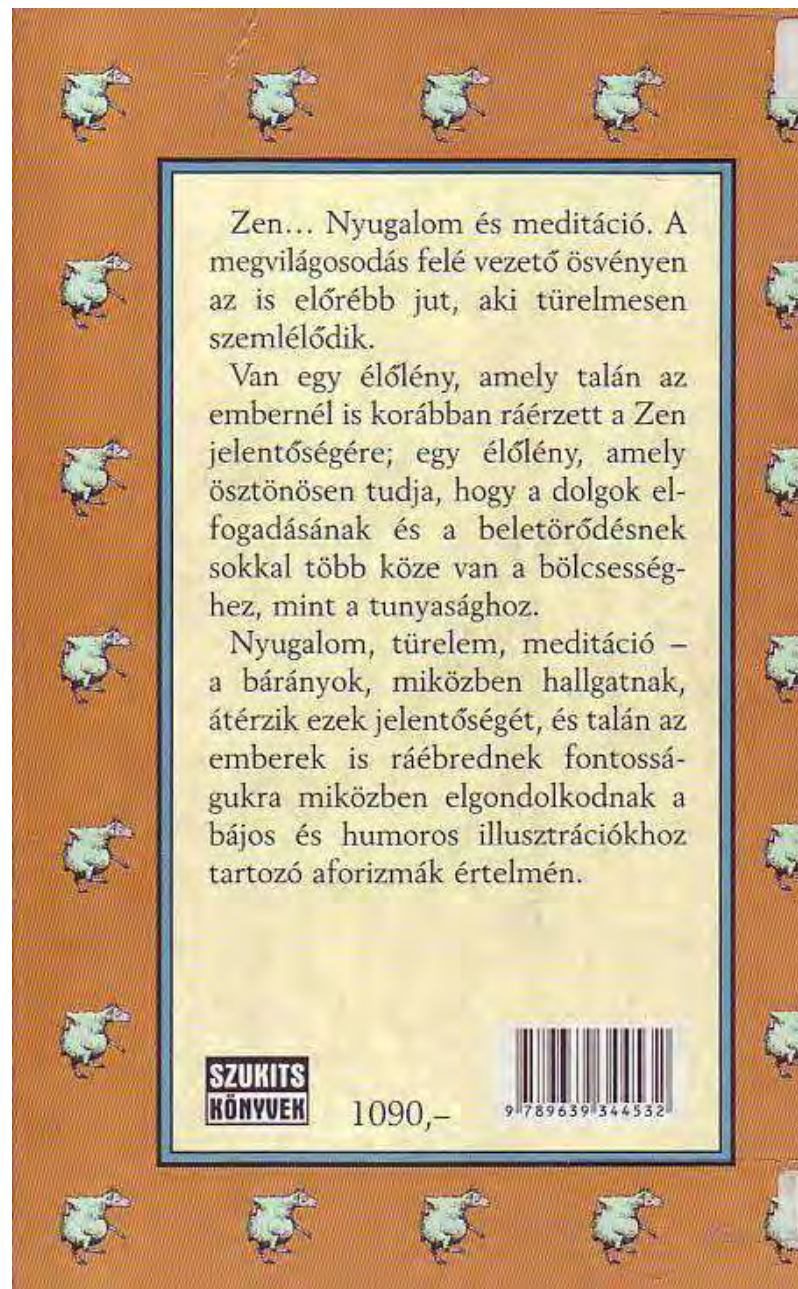 Zen... Nyugalom és meditáció. A
megvilágosodás felé vezető ösvényen
az is előrébb jut, aki türelmesen
szemlélődik.
Van egy élőlény, amely talán az
embernél is korábban ráérzett a Zen
jelentőségére; egy élőlény, amely
ösztönösen tudja, hogy a dolgok el-
fogadásának és a beletörődésnek
sokkal több köze van a bölcsesség-
hez, mint a tunyasághoz.
Nyugalom, türelem, meditáció –
a bárányok, miközben hallgatnak,
átérzik ezek jelentőségét, és talán az
emberek is ráébrednek fontossá-
gukra miközben elgondolkodnak a
bájos és humoros illusztrációkhoz
tartozó aforizmák értelmén.
SZUKITS
KÖNYVEK
1090,–
9 789639 344532